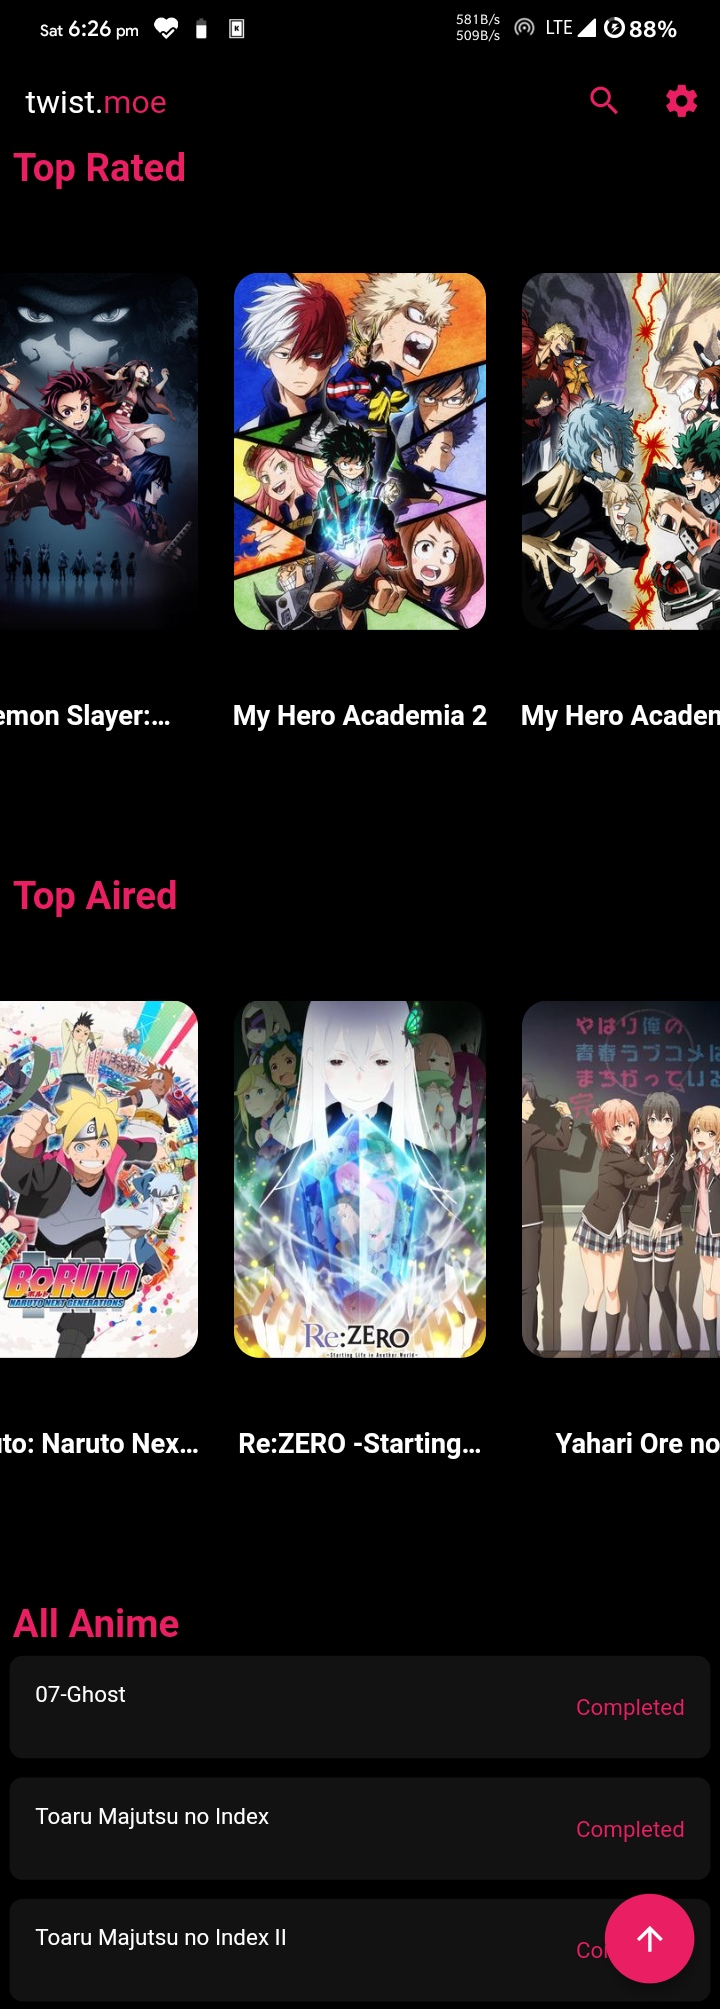 Sat 6:26 pm
581B/s
509B/s
LTE
88%
twist.moe
Top Rated
emon Slayer:...
My Hero Academia 2
My Hero Academ
Top Aired
BORUTO
NARUTO NEXT GENERATIONS
Re:ZERO
-Starting Life in Another World-
やはり俺の
青春ラブコメは
まちがっている
完
uto: Naruto Nex...
Re:ZERO -Starting...
Yahari Ore no
All Anime
07-Ghost
Completed
Toaru Majutsu no Index
Completed
Toaru Majutsu no Index II
Co